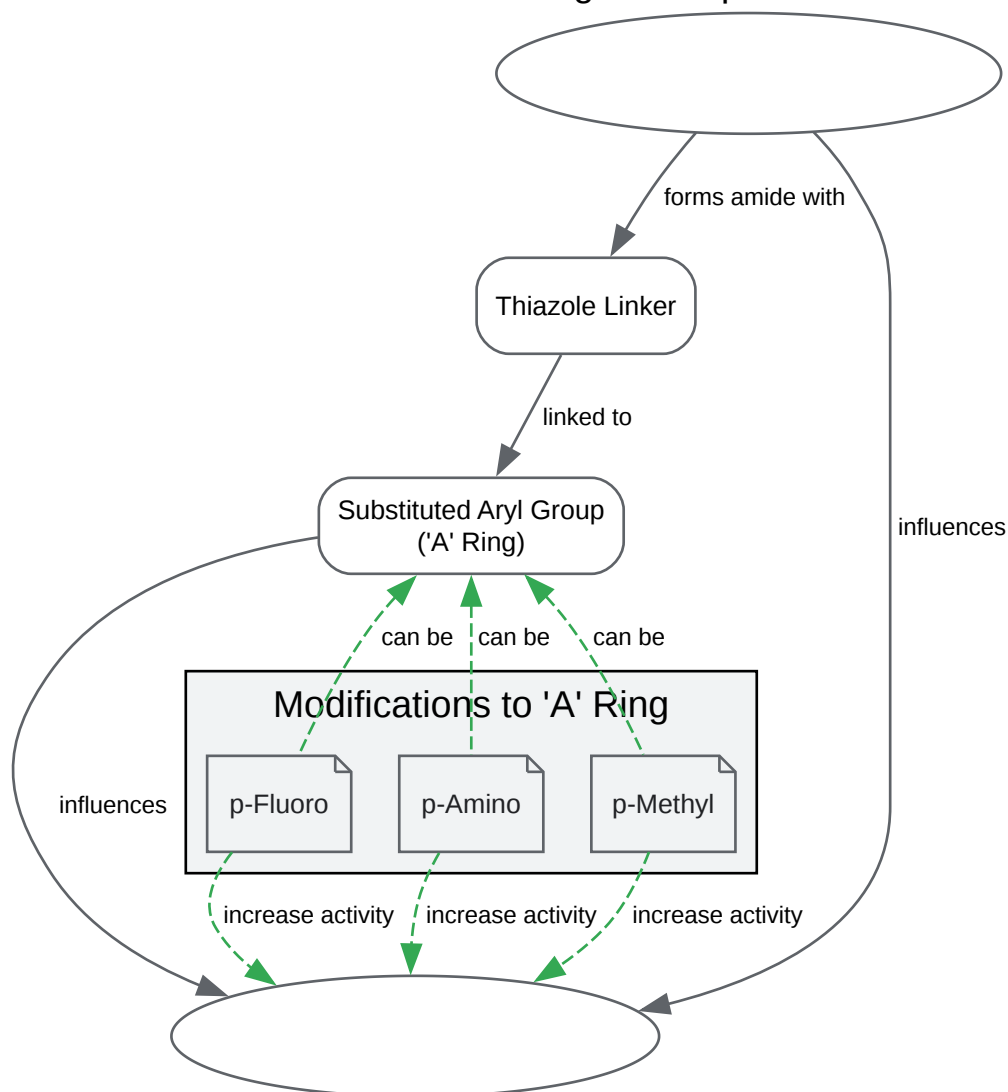 forms amide with
Thiazole Linker
linked to
Substituted Aryl Group
('A' Ring)
influences
can be
can be
can be
Modifications to 'A' Ring
influences
p-Fluoro
p-Amino
p-Methyl
increase activity
increase activity
increase activity